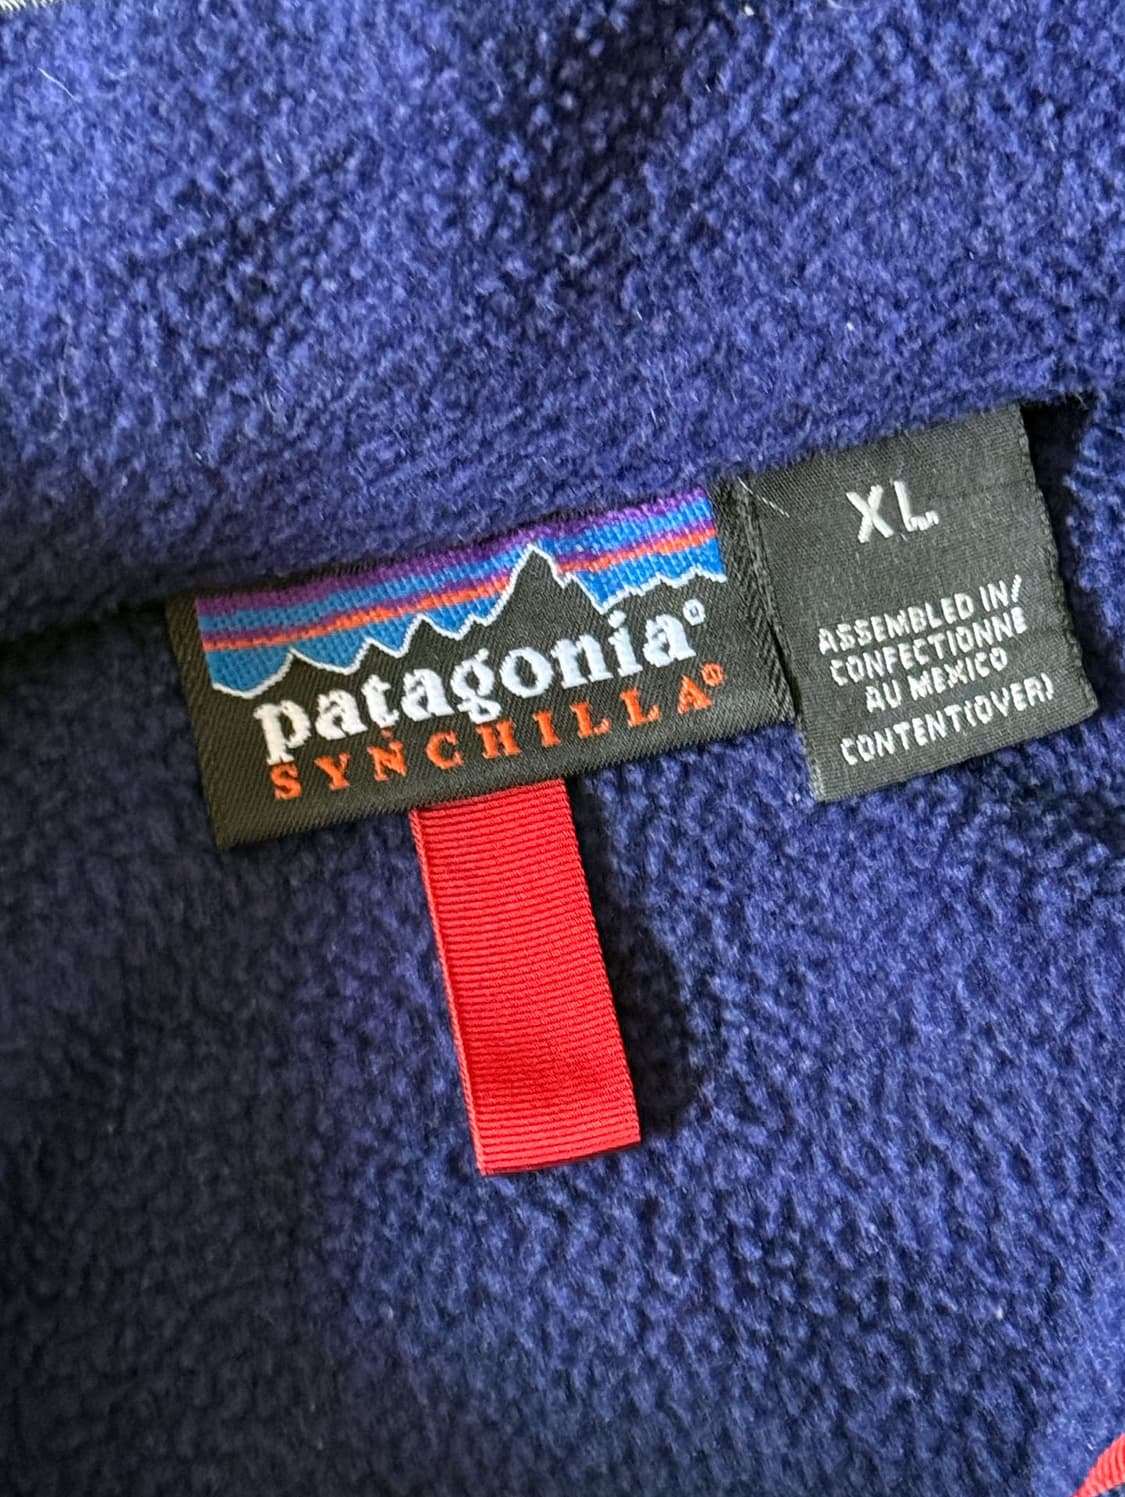 patagonia®
SYNCHILLA®
XL
ASSEMBLED IN/
CONFECTIONNE
AU MEXICO
CONTENT(OVER)